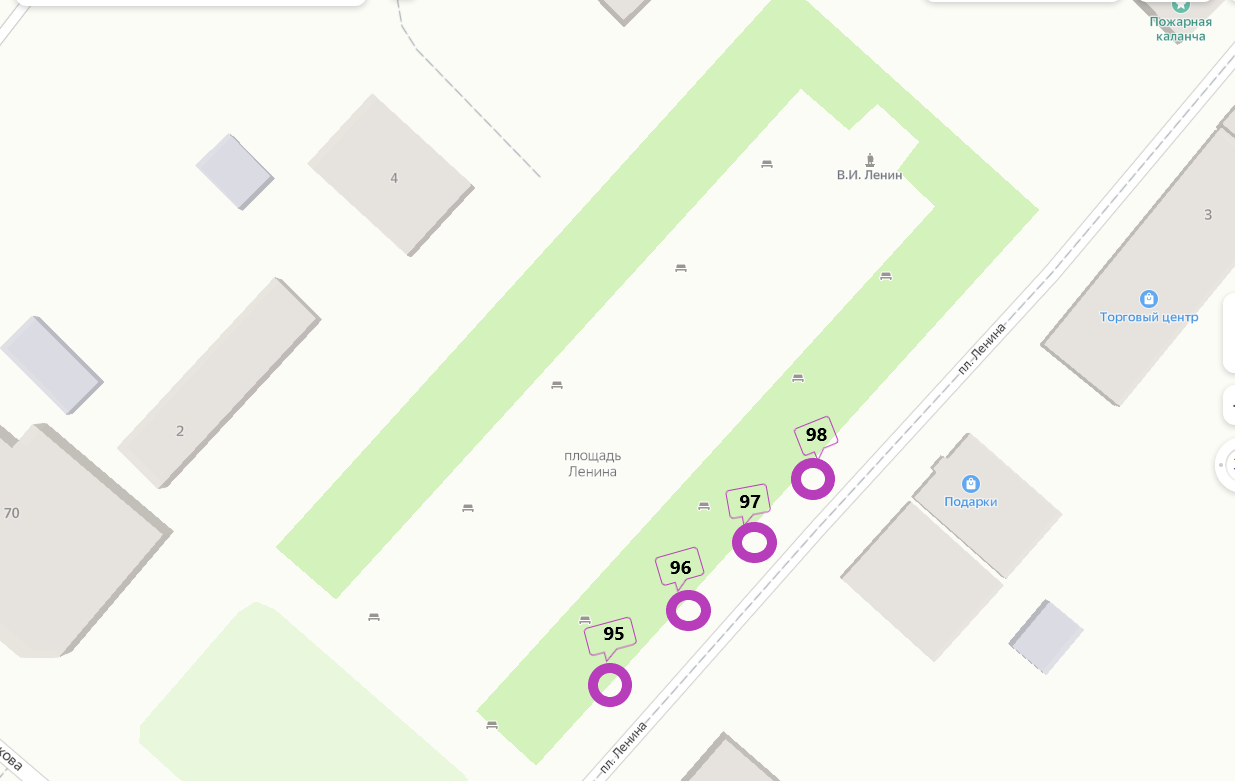 Пожарная
каланча
4
В.И. Ленин
3
Торговый центр
пл. Ленина
2
98
площадь
Ленина
97
Подарки
70
96
95
пл. Ленина
кова